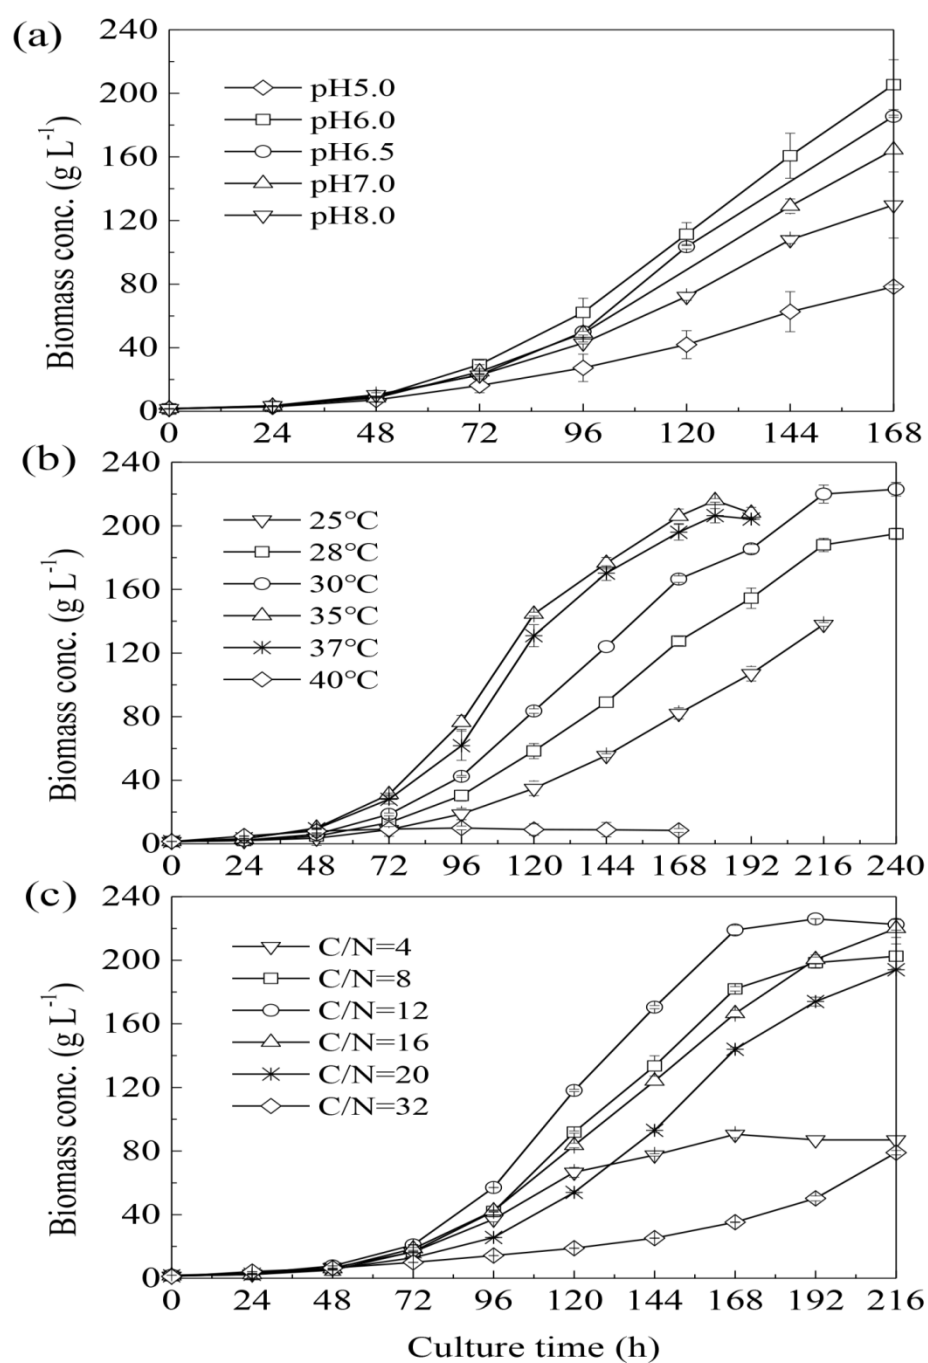 (a)
240
200
160
120
80
40
0
Biomass conc. (g L⁻¹)
pH5.0
pH6.0
pH6.5
pH7.0
pH8.0
0 24 48 72 96 120 144 168
(b)
240
200
160
120
80
40
0
Biomass conc. (g L⁻¹)
25°C
28°C
30°C
35°C
37°C
40°C
0 24 48 72 96 120 144 168 192 216 240
(c)
240
200
160
120
80
40
0
Biomass conc. (g L⁻¹)
C/N=4
C/N=8
C/N=12
C/N=16
C/N=20
C/N=32
0 24 48 72 96 120 144 168 192 216
Culture time (h)